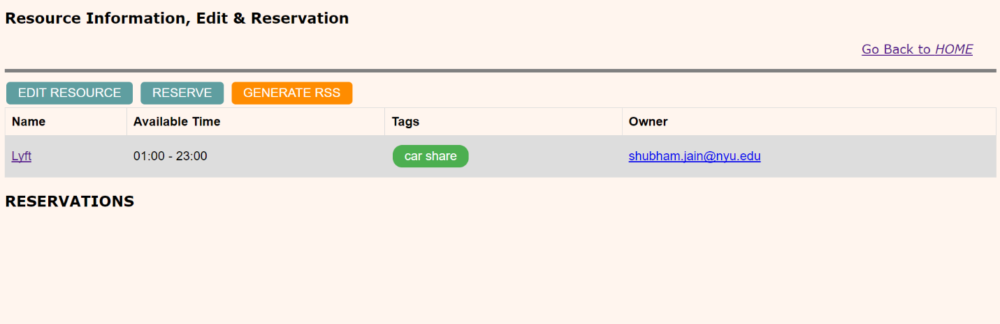 Resource Information, Edit & Reservation
Go Back to HOME
EDIT RESOURCE RESERVE GENERATE RSS
Name Available Time Tags Owner
Lyft 01:00 - 23:00 car share shubham.jain@nyu.edu
RESERVATIONS